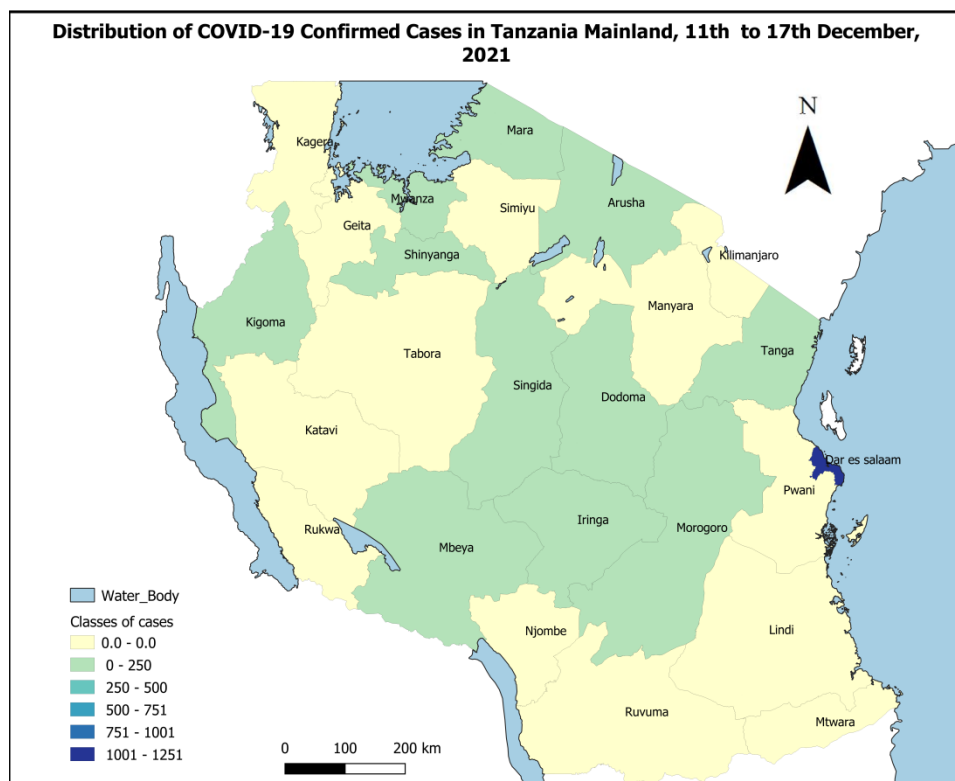 Distribution of COVID-19 Confirmed Cases in Tanzania Mainland, 11th to 17th December,
2021
N
Mara
Kagera
Mwanza
Simiyu
Arusha
Geita
Shinyanga
Kilimanjaro
Manyara
Kigoma
Tabora
Tanga
Singida
Dodoma
Katavi
Dar es salaam
Pwani
Iringa
Morogoro
Rukwa
Mbeya
Njombe
Lindi
Ruvuma
Mtwara
Water_Body
Classes of cases
0.0 - 0.0
0 - 250
250 - 500
500 - 751
751 - 1001
1001 - 1251
0 100 200 km